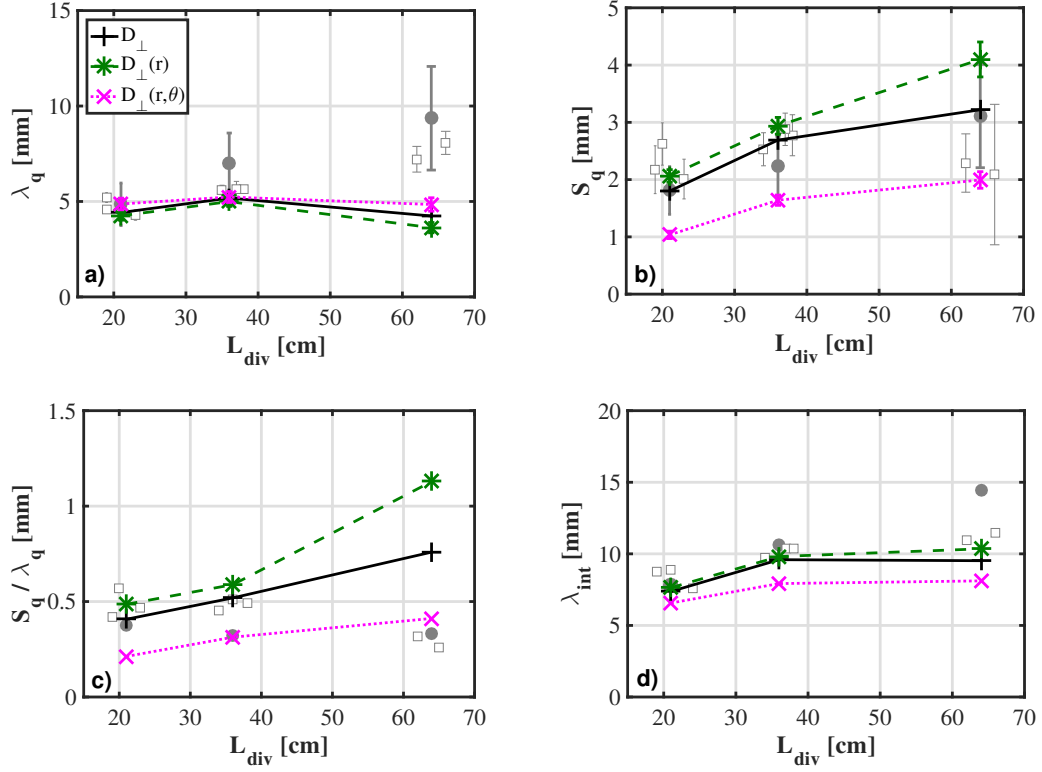 15
10
5
0
λq [mm]
D⊥
D⊥(r)
D⊥(r,θ)
a)
20 30 40 50 60 70
Ldiv [cm]
5
4
3
2
1
0
Sq [mm]
b)
20 30 40 50 60 70
Ldiv [cm]
1.5
1
0.5
0
Sq / λq [mm]
c)
20 30 40 50 60 70
Ldiv [cm]
20
15
10
5
0
λint [mm]
d)
20 30 40 50 60 70
Ldiv [cm]